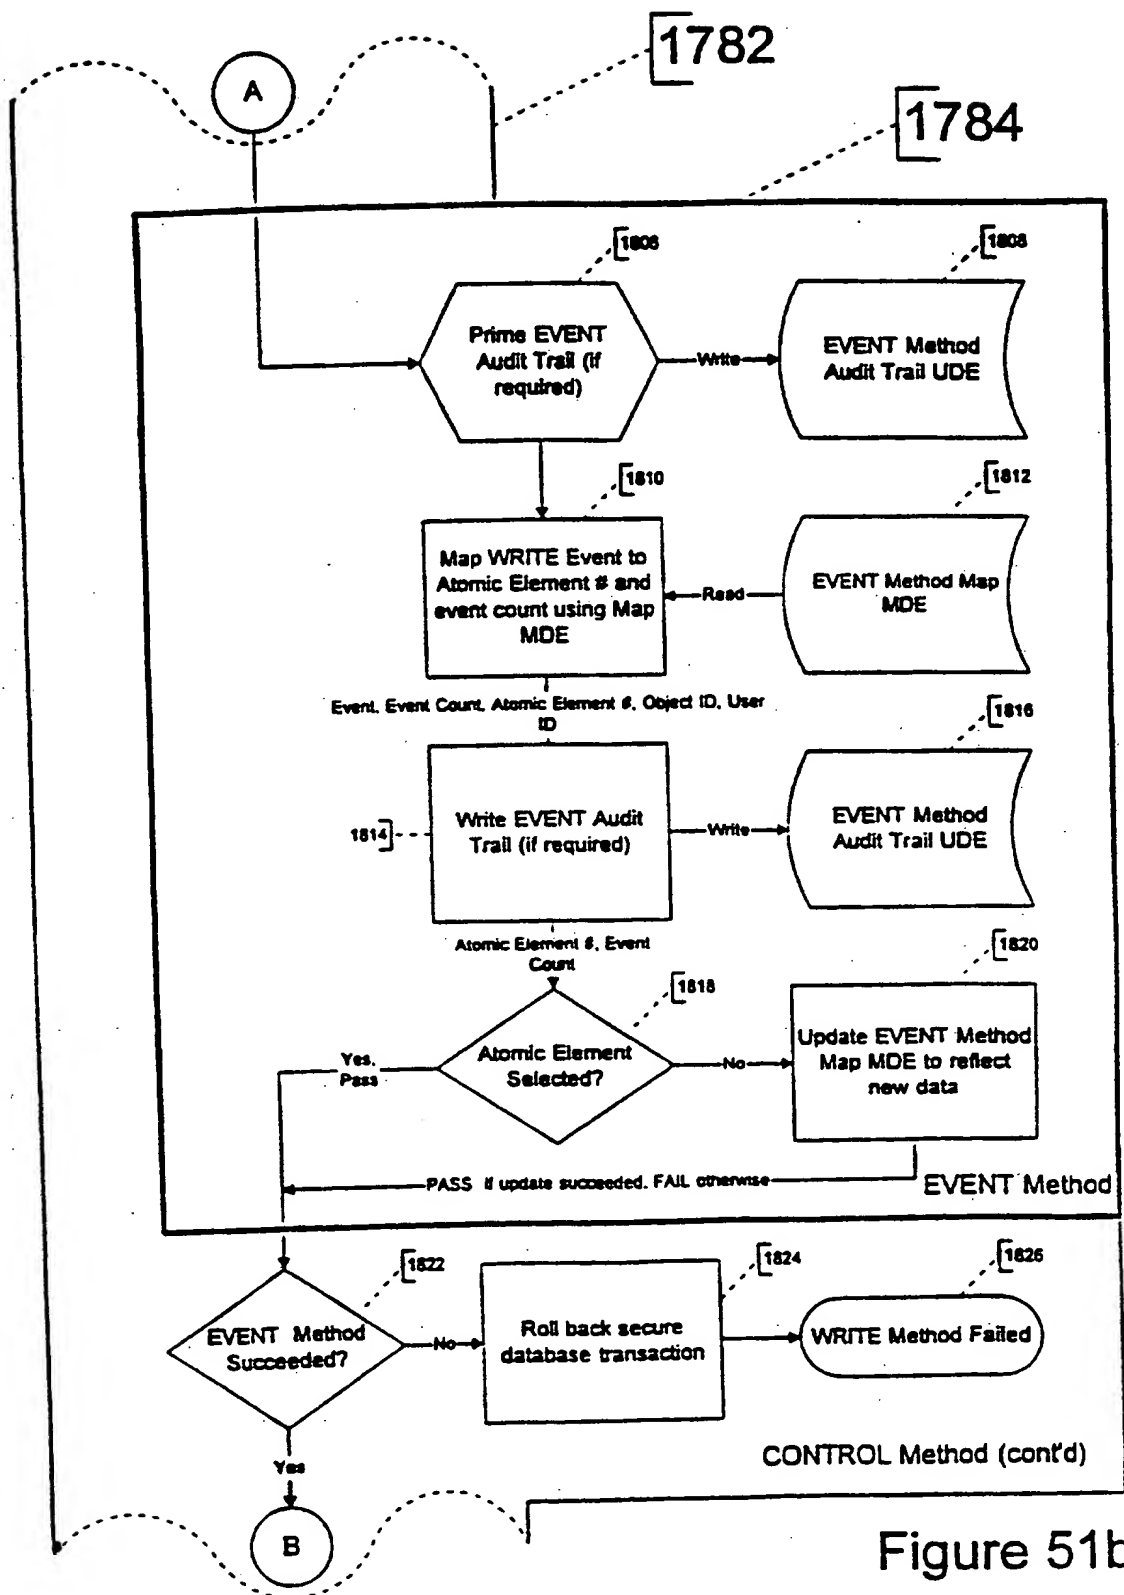 1782
A
1784
1806
1808
Prime EVENT
Audit Trail (if
required)
Write
EVENT Method
Audit Trail UDE
1810
1812
Map WRITE Event to
Atomic Element # and
event count using Map
MDE
Read
EVENT Method Map
MDE
Event, Event Count, Atomic Element #, Object ID, User
ID
1816
1814
Write EVENT Audit
Trail (if required)
Write
EVENT Method
Audit Trail UDE
Atomic Element #, Event
Count
1818
1820
Yes,
Pass
Atomic Element
Selected?
No
Update EVENT Method
Map MDE to reflect
new data
PASS if update succeeded, FAIL otherwise
EVENT Method
1822
1824
1826
EVENT Method
Succeeded?
No
Roll back secure
database transaction
WRITE Method Failed
Yes
CONTROL Method (cont'd)
B
Figure 51b